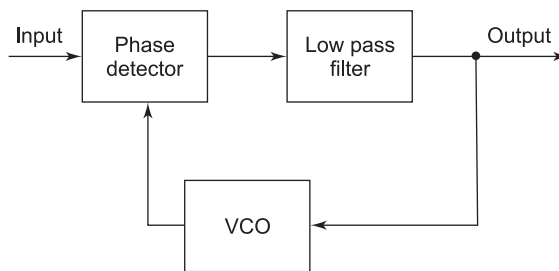 Input
Phase
detector
Low pass
filter
Output
VCO